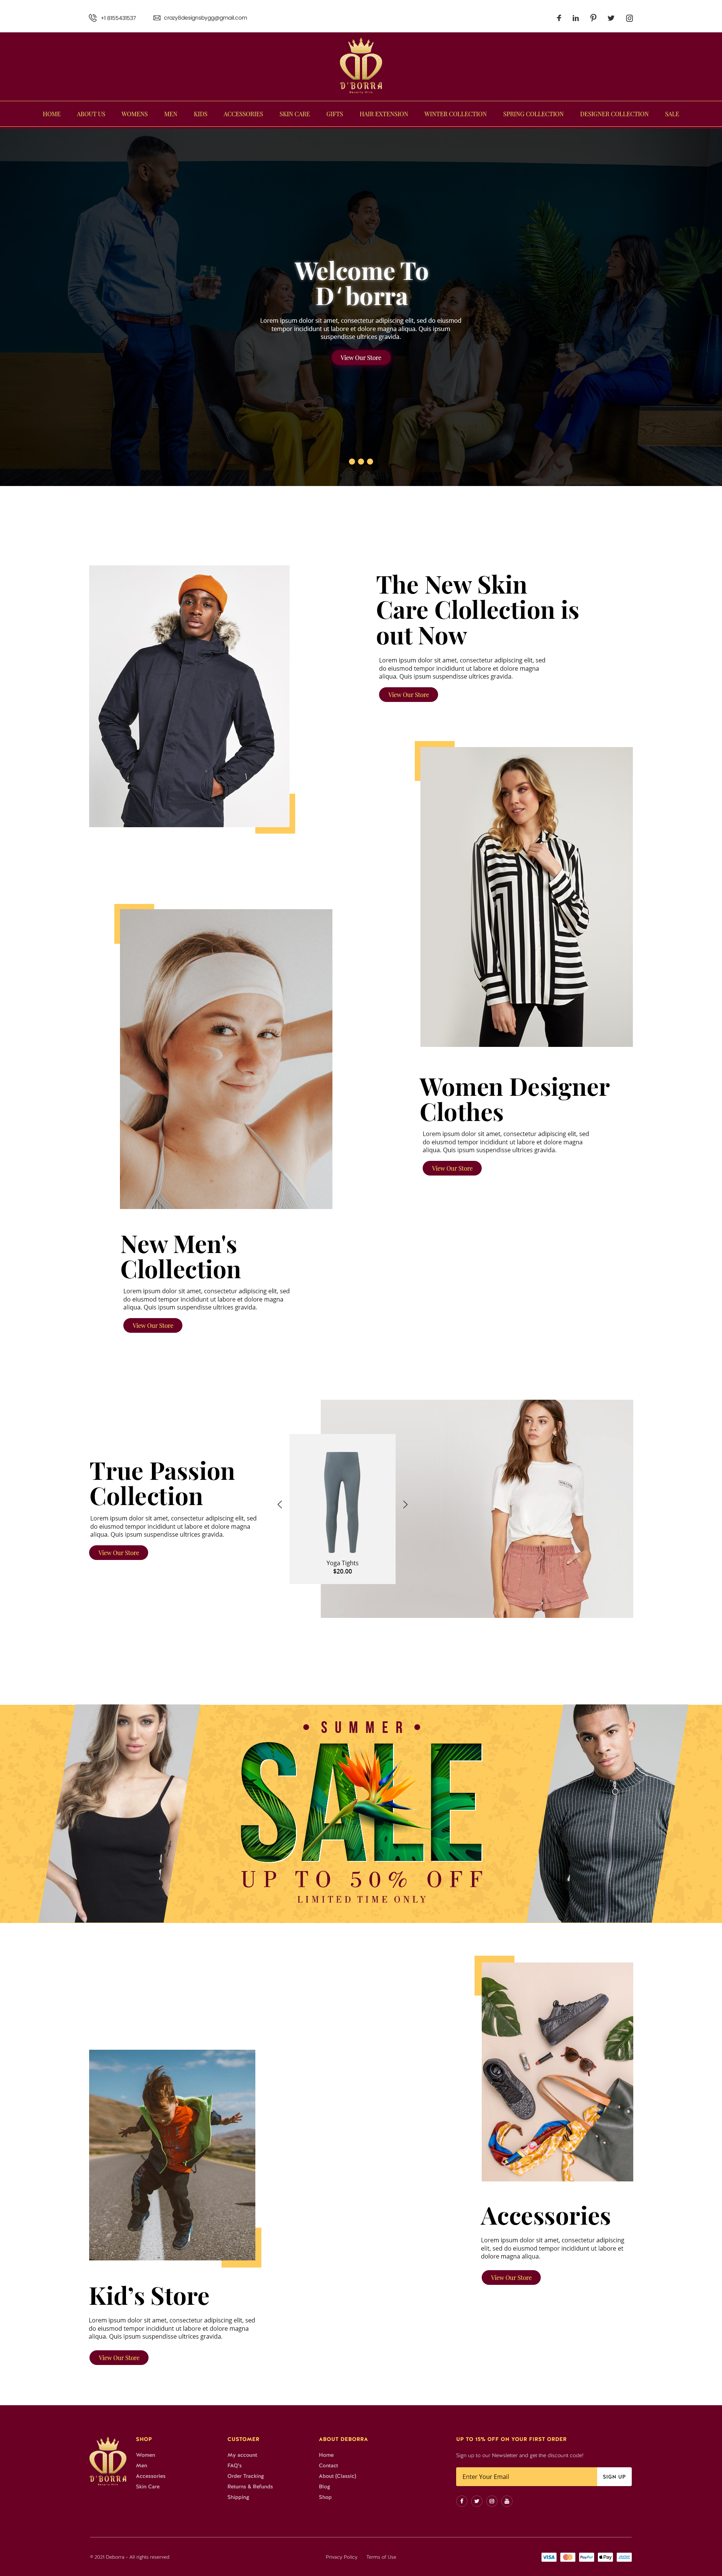 +1 8155431537
crazy8designsbygg@gmail.com
D'BORRA
HOME ABOUT US WOMENS MEN KIDS ACCESSORIES SKIN CARE GIFTS HAIR EXTENSION WINTER COLLECTION SPRING COLLECTION DESIGNER COLLECTION SALE
Welcome To
D‘borra
Lorem ipsum dolor sit amet, consectetur adipiscing elit, sed do eiusmod
tempor incididunt ut labore et dolore magna aliqua. Quis ipsum
suspendisse ultrices gravida.
View Our Store
The New Skin
Care Clollection is
out Now
Lorem ipsum dolor sit amet, consectetur adipiscing elit, sed
do eiusmod tempor incididunt ut labore et dolore magna
aliqua. Quis ipsum suspendisse ultrices gravida.
View Our Store
Women Designer
Clothes
Lorem ipsum dolor sit amet, consectetur adipiscing elit, sed
do eiusmod tempor incididunt ut labore et dolore magna
aliqua. Quis ipsum suspendisse ultrices gravida.
View Our Store
New Men's
Clollection
Lorem ipsum dolor sit amet, consectetur adipiscing elit, sed
do eiusmod tempor incididunt ut labore et dolore magna
aliqua. Quis ipsum suspendisse ultrices gravida.
View Our Store
True Passion
Collection
Lorem ipsum dolor sit amet, consectetur adipiscing elit, sed
do eiusmod tempor incididunt ut labore et dolore magna
aliqua. Quis ipsum suspendisse ultrices gravida.
View Our Store
Yoga Tights
$20.00
• SUMMER •
SALE
UP TO 50% OFF
LIMITED TIME ONLY
Accessories
Lorem ipsum dolor sit amet, consectetur adipiscing
elit, sed do eiusmod tempor incididunt ut labore et
dolore magna aliqua.
View Our Store
Kid’s Store
Lorem ipsum dolor sit amet, consectetur adipiscing elit, sed
do eiusmod tempor incididunt ut labore et dolore magna
aliqua. Quis ipsum suspendisse ultrices gravida.
View Our Store
D'BORRA
SHOP
Women
Men
Accessories
Skin Care
CUSTOMER
My account
FAQ's
Order Tracking
Returns & Refunds
Shipping
ABOUT DEBORRA
Home
Contact
About (Classic)
Blog
Shop
UP TO 15% OFF ON YOUR FIRST ORDER
Sign up to our Newsletter and get the discount code!
Enter Your Email
SIGN UP
© 2021 Deborra - All rights reserved
Privacy Policy Terms of Use
VISA PayPal Pay